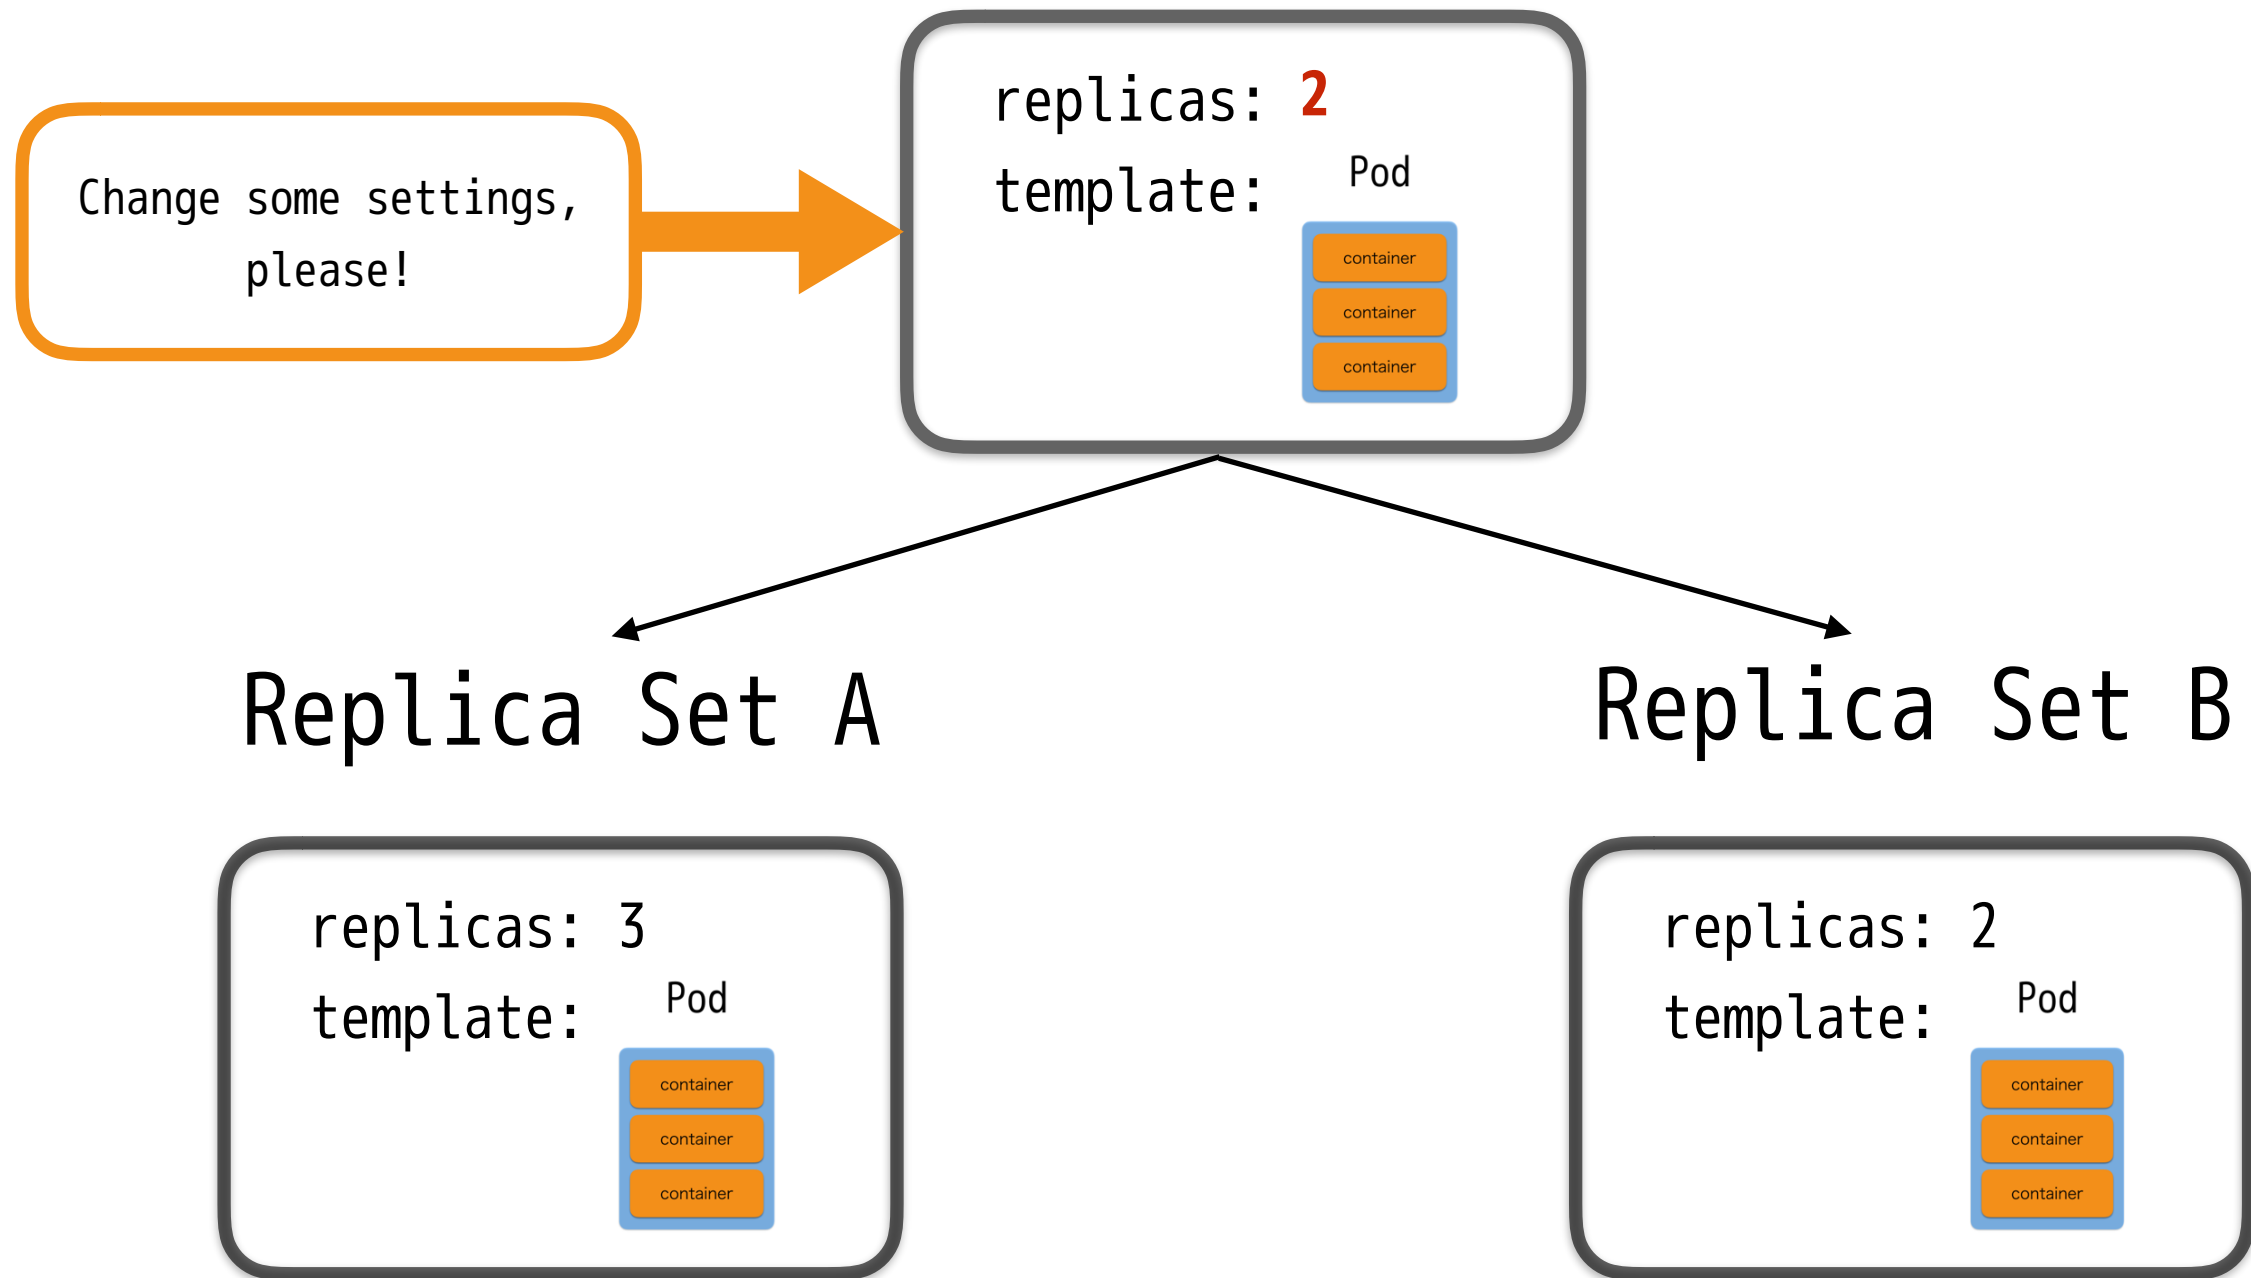 replicas: 2
template:
Pod
container
container
container
Change some settings,
please!
Replica Set A
Replica Set B
replicas: 3
template:
Pod
container
container
container
replicas: 2
template:
Pod
container
container
container